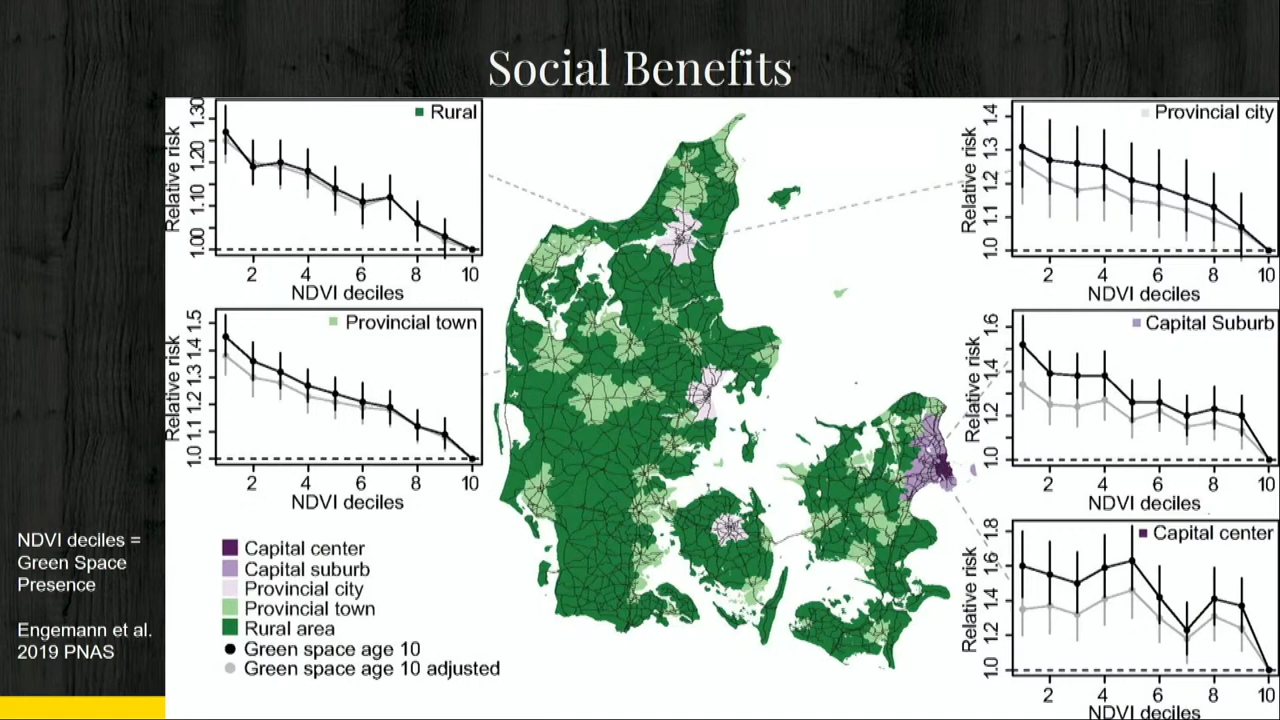 Social Benefits
1.30
1.20
1.10
1.00
Relative risk
Rural
2 4 6 8 10
NDVI deciles
1.5
1.4
1.3
1.2
1.1
1.0
Relative risk
Provincial town
2 4 6 8 10
NDVI deciles
1.4
1.3
1.2
1.1
1.0
Relative risk
Provincial city
2 4 6 8 10
NDVI deciles
1.6
1.4
1.2
1.0
Relative risk
Capital Suburb
2 4 6 8 10
NDVI deciles
1.8
1.6
1.4
1.2
1.0
Relative risk
Capital center
2 4 6 8 10
NDVI deciles
Capital center
Capital suburb
Provincial city
Provincial town
Rural area
Green space age 10
Green space age 10 adjusted
NDVI deciles =
Green Space
Presence
Engemann et al.
2019 PNAS